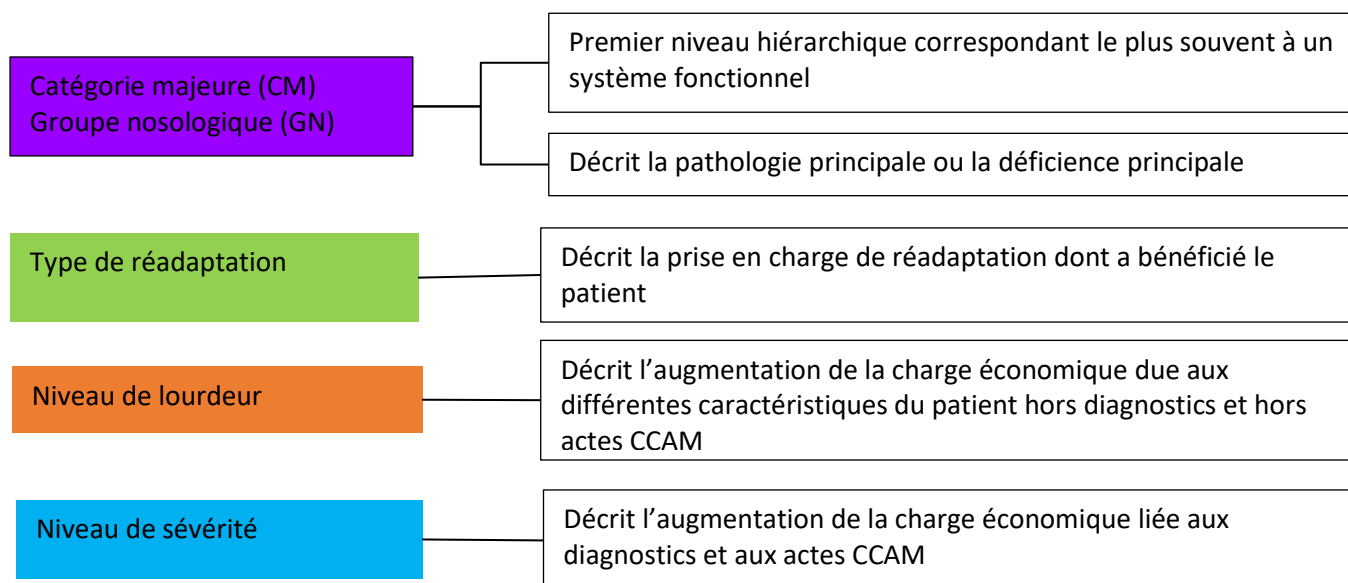 Catégorie majeure (CM)
Groupe nosologique (GN)
Premier niveau hiérarchique correspondant le plus souvent à un
système fonctionnel
Décrit la pathologie principale ou la déficience principale
Type de réadaptation
Décrit la prise en charge de réadaptation dont a bénéficié le
patient
Niveau de lourdeur
Décrit l’augmentation de la charge économique due aux
différentes caractéristiques du patient hors diagnostics et hors
actes CCAM
Niveau de sévérité
Décrit l’augmentation de la charge économique liée aux
diagnostics et aux actes CCAM